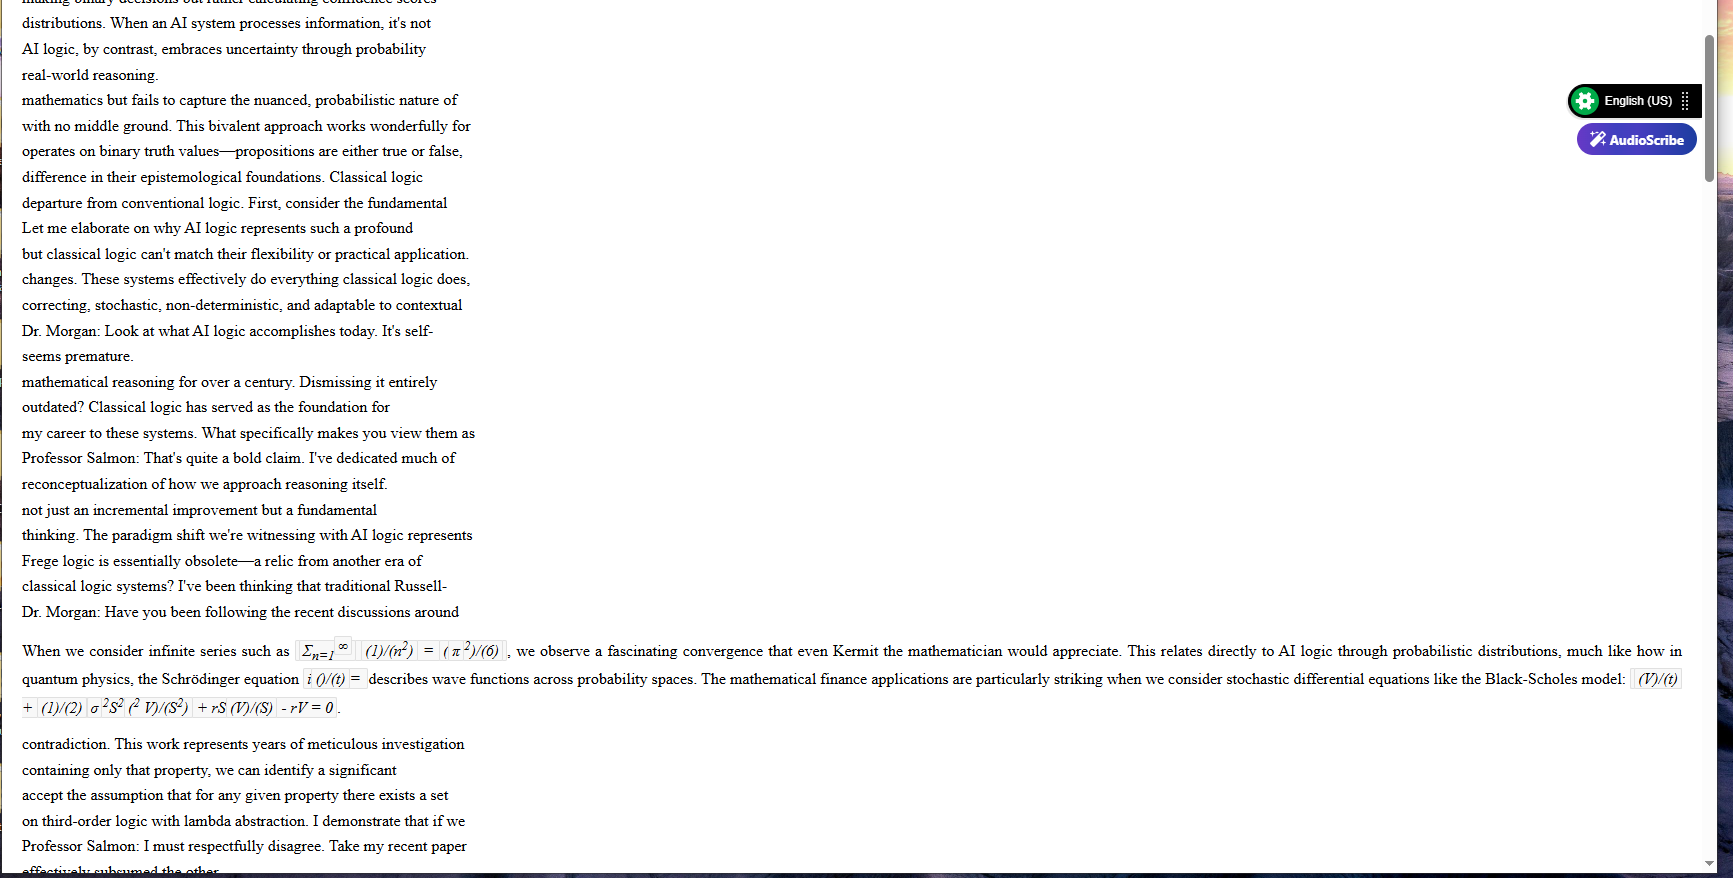 making binary decisions but rather calculating confidence scores
distributions. When an AI system processes information, it's not
AI logic, by contrast, embraces uncertainty through probability
real-world reasoning.
mathematics but fails to capture the nuanced, probabilistic nature of
with no middle ground. This bivalent approach works wonderfully for
operates on binary truth values—propositions are either true or false,
difference in their epistemological foundations. Classical logic
departure from conventional logic. First, consider the fundamental
Let me elaborate on why AI logic represents such a profound
but classical logic can't match their flexibility or practical application.
changes. These systems effectively do everything classical logic does,
correcting, stochastic, non-deterministic, and adaptable to contextual
Dr. Morgan: Look at what AI logic accomplishes today. It's self-
seems premature.
mathematical reasoning for over a century. Dismissing it entirely
outdated? Classical logic has served as the foundation for
my career to these systems. What specifically makes you view them as
Professor Salmon: That's quite a bold claim. I've dedicated much of
reconceptualization of how we approach reasoning itself.
not just an incremental improvement but a fundamental
thinking. The paradigm shift we're witnessing with AI logic represents
Frege logic is essentially obsolete—a relic from another era of
classical logic systems? I've been thinking that traditional Russell-
Dr. Morgan: Have you been following the recent discussions around
When we consider infinite series such as Σn=1∞ (1)/(n²) = (π²)/(6), we observe a fascinating convergence that even Kermit the mathematician would appreciate. This relates directly to AI logic through probabilistic distributions, much like how in
quantum physics, the Schrödinger equation i ()/(t) = describes wave functions across probability spaces. The mathematical finance applications are particularly striking when we consider stochastic differential equations like the Black-Scholes model: (V)/(t)
+ (1)/(2) σ²S² (² V)/(S²) + rS (V)/(S) - rV = 0.
contradiction. This work represents years of meticulous investigation
containing only that property, we can identify a significant
accept the assumption that for any given property there exists a set
on third-order logic with lambda abstraction. I demonstrate that if we
Professor Salmon: I must respectfully disagree. Take my recent paper
effectively subsumed the other.
English (US)
AudioScribe